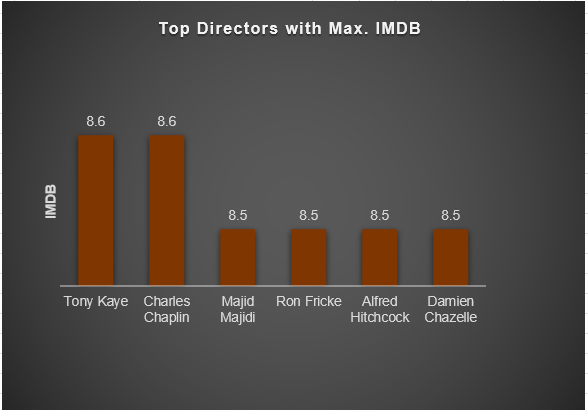 Top Directors with Max. IMDB
IMDB
8.6
8.6
8.5
8.5
8.5
8.5
Tony Kaye
Charles
Chaplin
Majid
Majidi
Ron Fricke
Alfred
Hitchcock
Damien
Chazelle